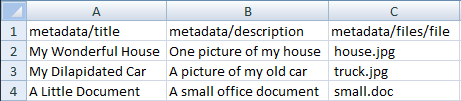 A B C
1 metadata/title metadata/description metadata/files/file
2 My Wonderful House One picture of my house house.jpg
3 My Dilapidated Car A picture of my old car truck.jpg
4 A Little Document A small office document small.doc